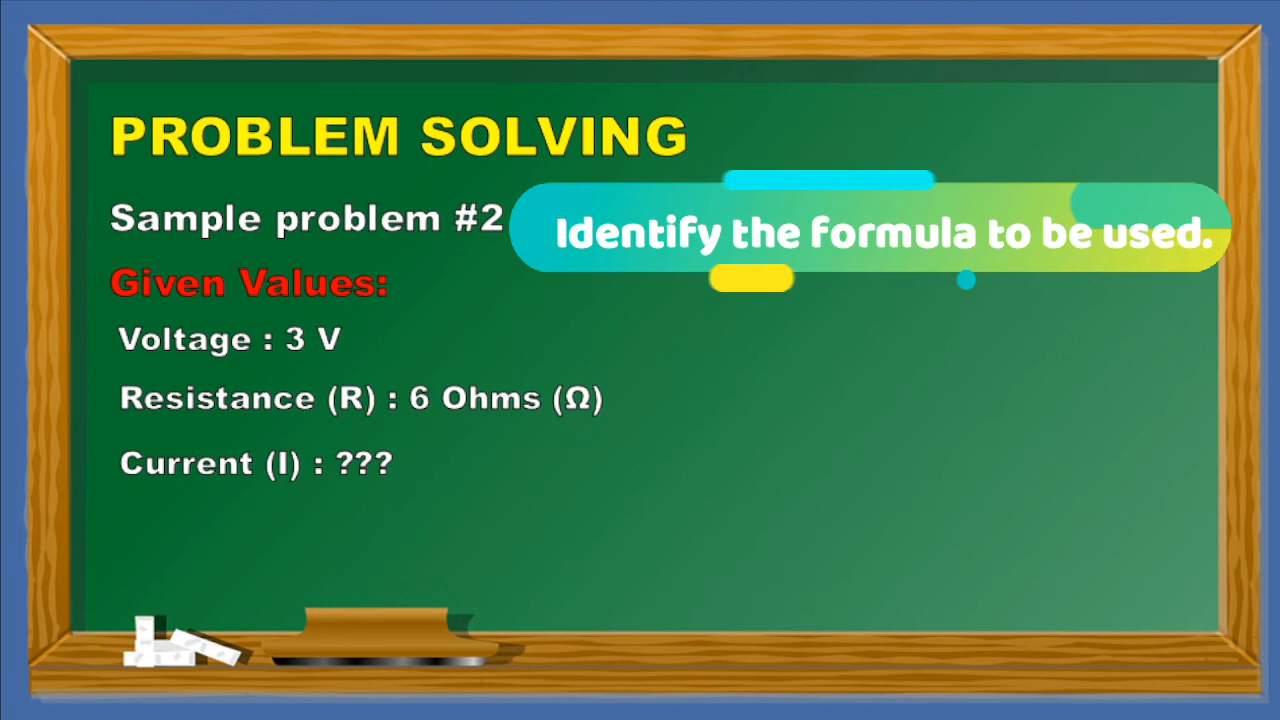 PROBLEM SOLVING
Sample problem #2
Identify the formula to be used.
Given Values:
Voltage : 3 V
Resistance (R) : 6 Ohms (Ω)
Current (I) : ???